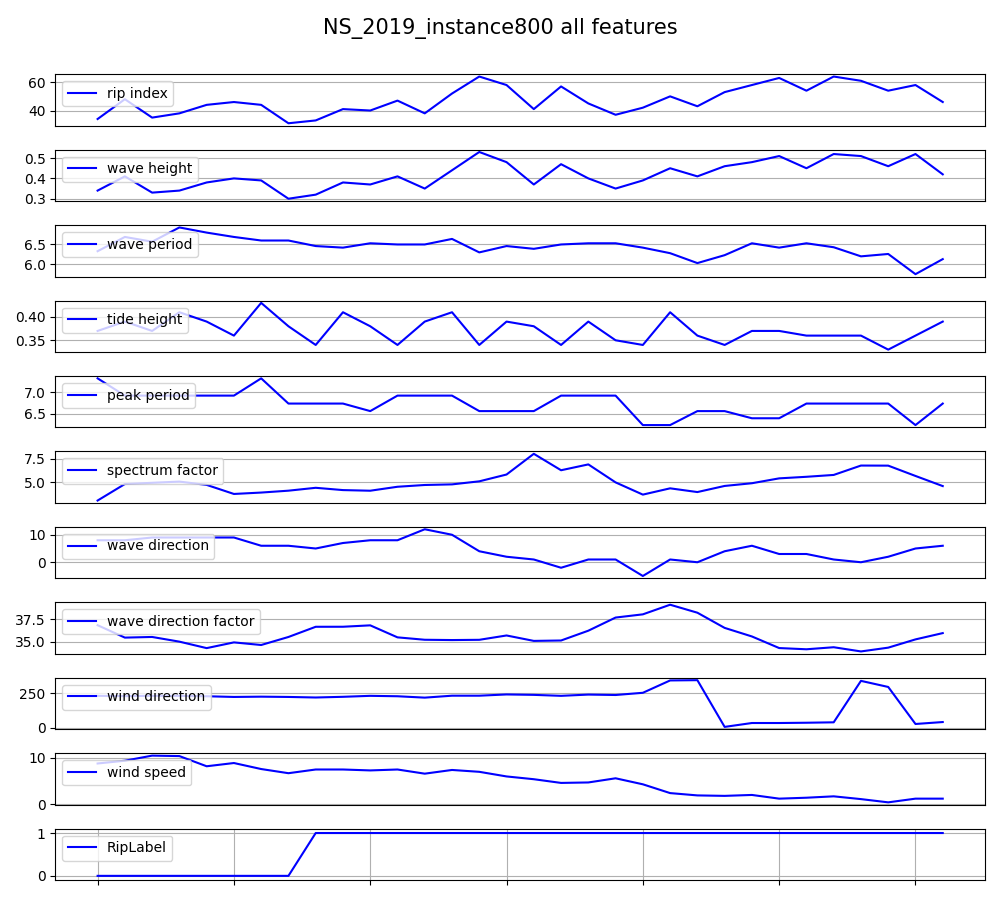 NS_2019_instance800 all features
60
40
rip index
0.5
0.4
0.3
wave height
6.5
6.0
wave period
0.40
0.35
tide height
7.0
6.5
peak period
7.5
5.0
spectrum factor
10
0
wave direction
37.5
35.0
wave direction factor
250
0
wind direction
10
0
wind speed
1
0
RipLabel